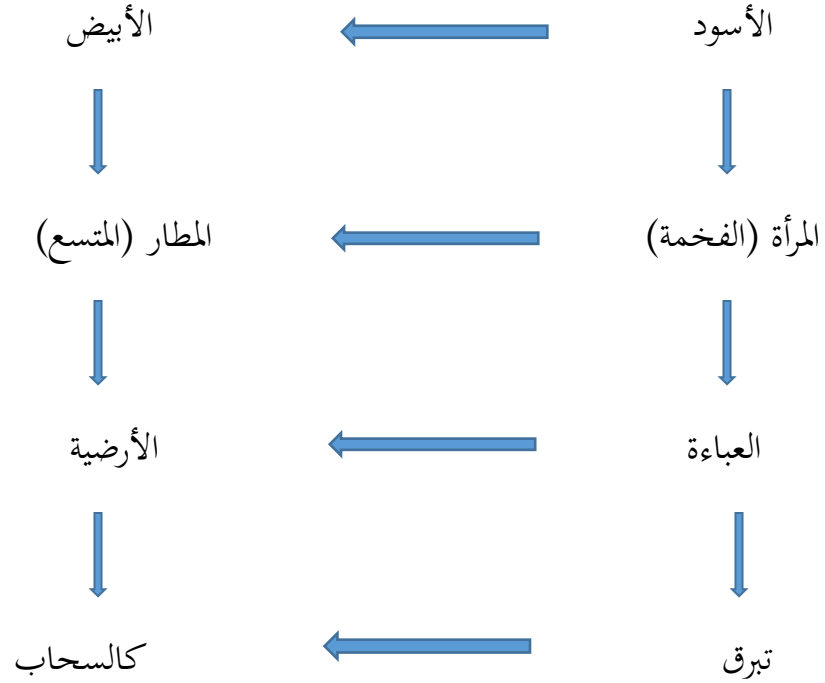 الأسود الأبيض
المرأة (الفخمة) المطار (المتسع)
العباءة الأرضية
تبرق كالسحاب